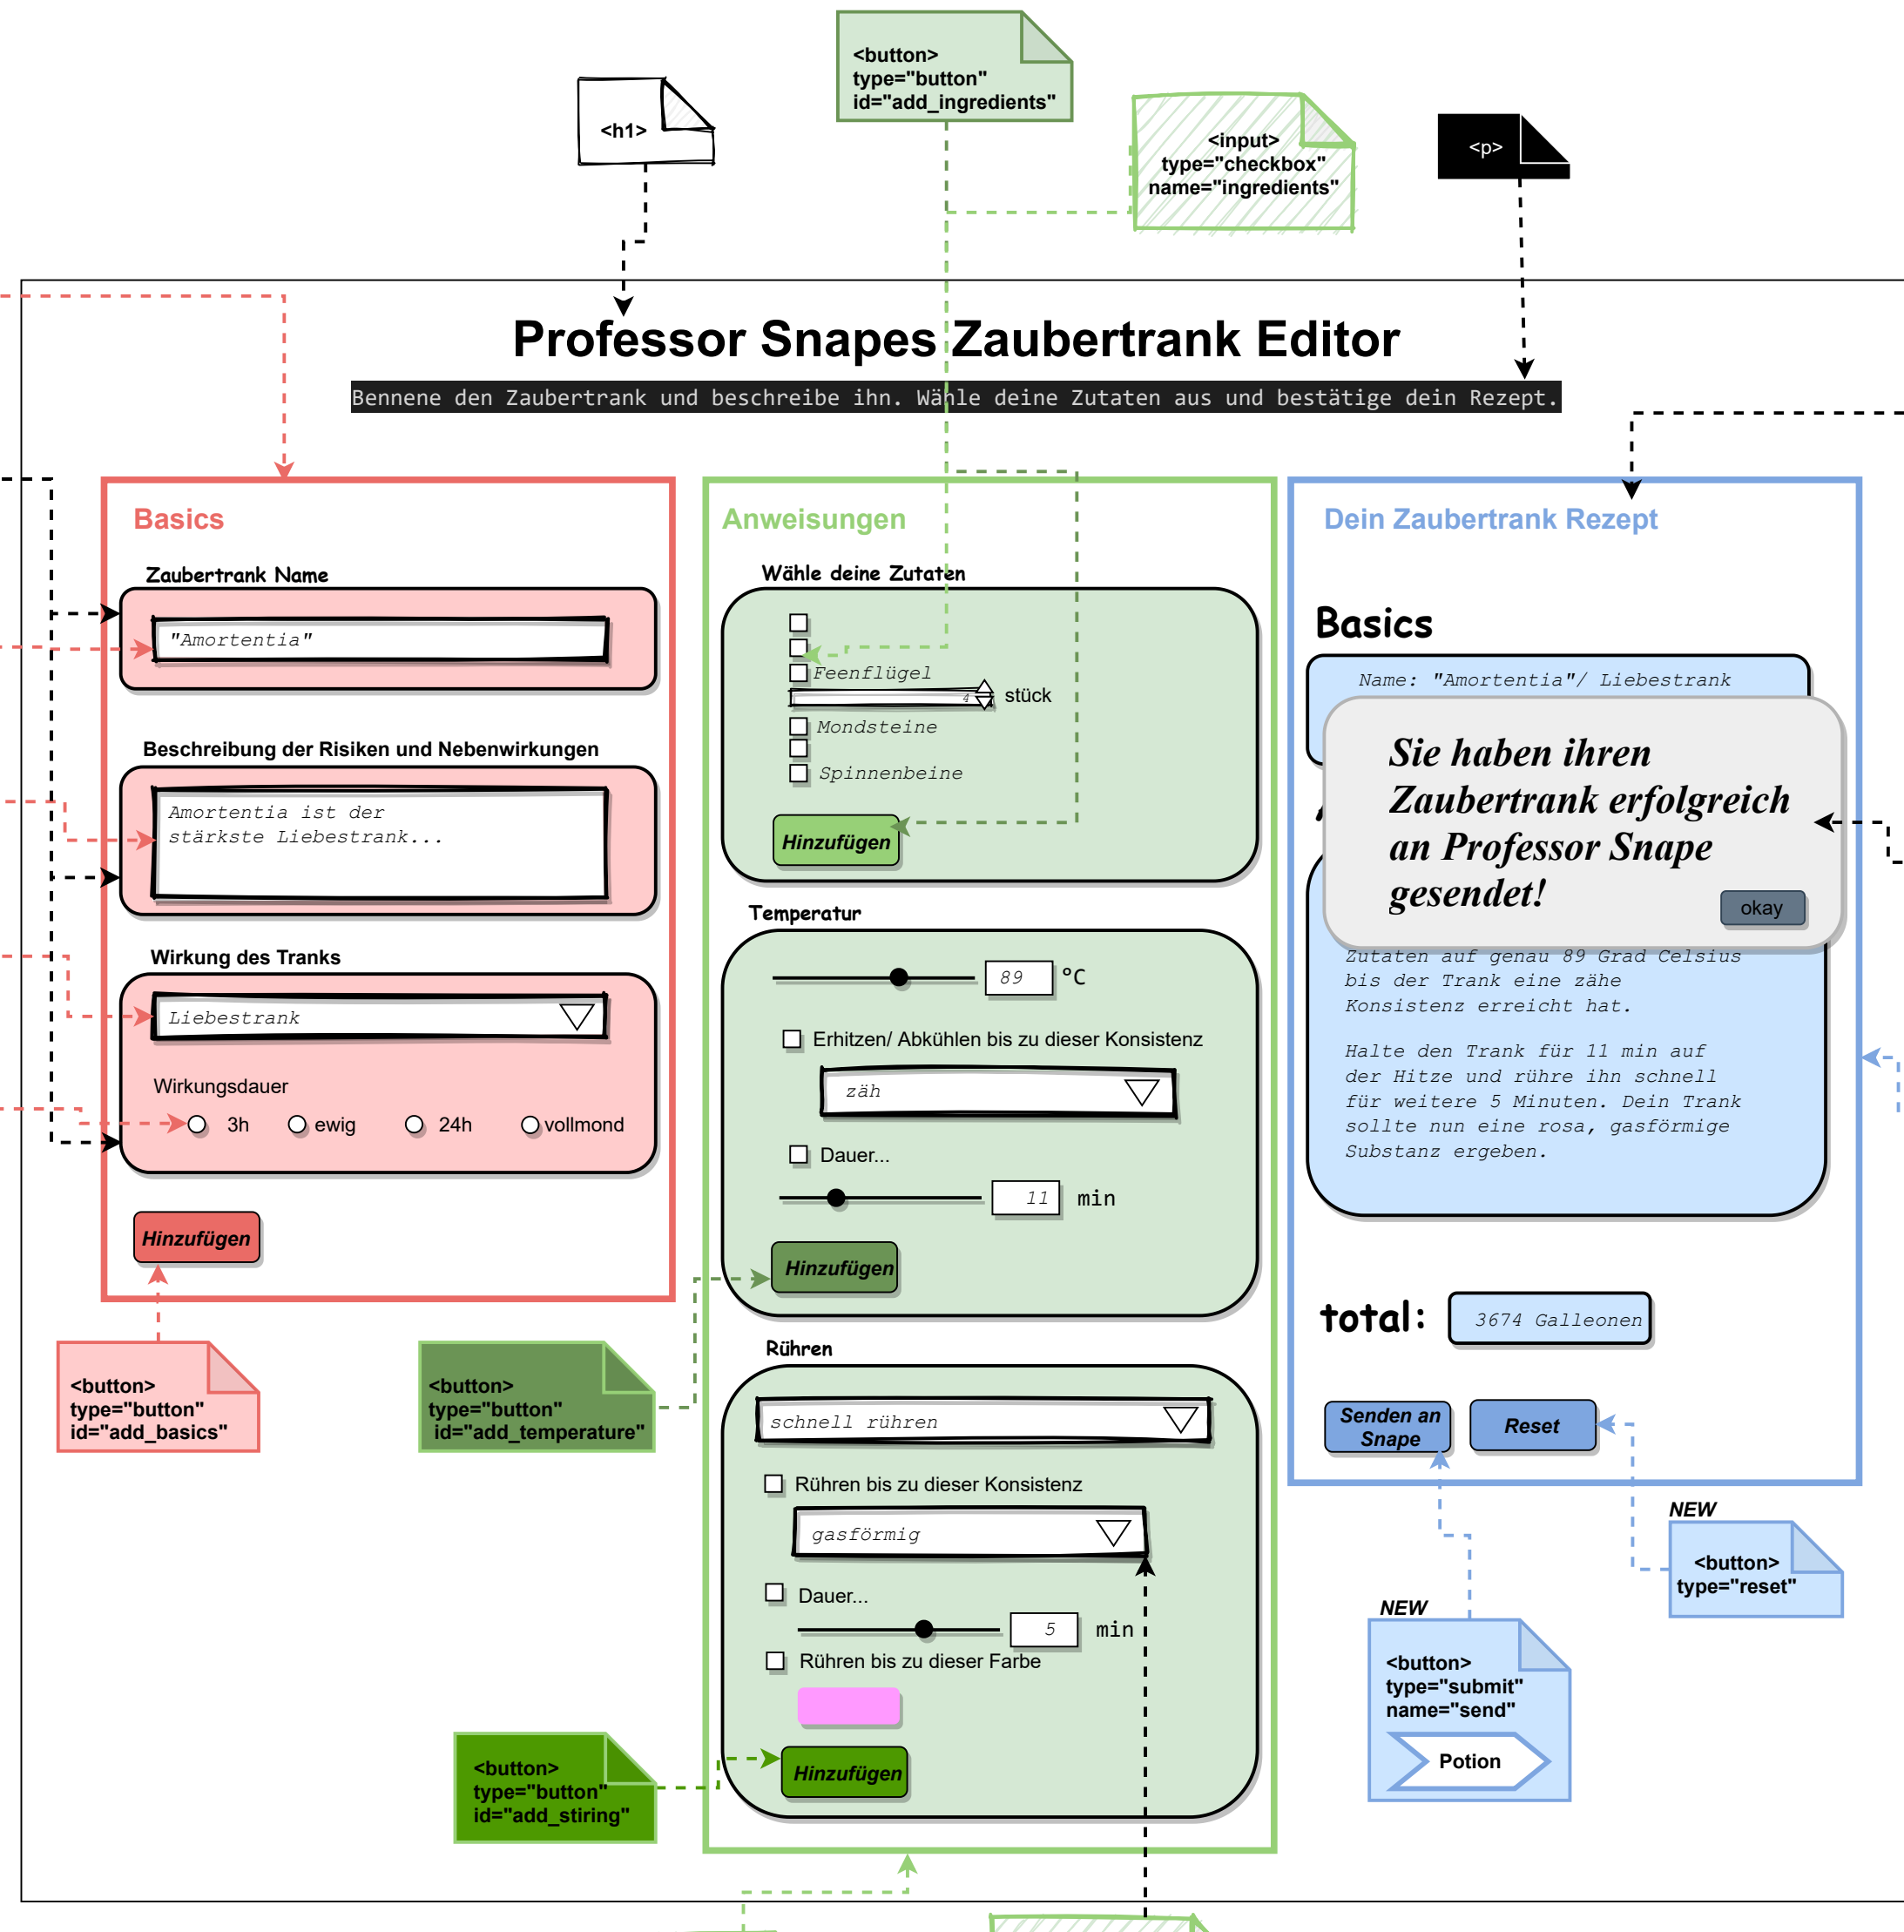 <button>
type="button"
id="add_ingredients"
<h1>
<input>
type="checkbox"
name="ingredients"
<p>
Professor Snapes Zaubertrank Editor
Bennene den Zaubertrank und beschreibe ihn. Wähle deine Zutaten aus und bestätige dein Rezept.
Basics
Zaubertrank Name
"Amortentia"
Beschreibung der Risiken und Nebenwirkungen
Amortentia ist der
stärkste Liebestrank...
Wirkung des Tranks
Liebestrank
Wirkungsdauer
3h
ewig
24h
vollmond
Hinzufügen
<button>
type="button"
id="add_basics"
Anweisungen
Wähle deine Zutaten
Feenflügel
4
stück
Mondsteine
Spinnenbeine
Hinzufügen
Temperatur
89
°C
Erhitzen/ Abkühlen bis zu dieser Konsistenz
zäh
Dauer...
11
min
Hinzufügen
<button>
type="button"
id="add_temperature"
Rühren
schnell rühren
Rühren bis zu dieser Konsistenz
gasförmig
Dauer...
5
min
Rühren bis zu dieser Farbe
Hinzufügen
<button>
type="button"
id="add_stiring"
Dein Zaubertrank Rezept
Basics
Name: "Amortentia"/ Liebestrank
Sie haben ihren
Zaubertrank erfolgreich
an Professor Snape
gesendet!
okay
Zutaten auf genau 89 Grad Celsius
bis der Trank eine zähe
Konsistenz erreicht hat.
Halte den Trank für 11 min auf
der Hitze und rühre ihn schnell
für weitere 5 Minuten. Dein Trank
sollte nun eine rosa, gasförmige
Substanz ergeben.
total:
3674 Galleonen
Senden an
Snape
Reset
NEW
<button>
type="reset"
NEW
<button>
type="submit"
name="send"
Potion